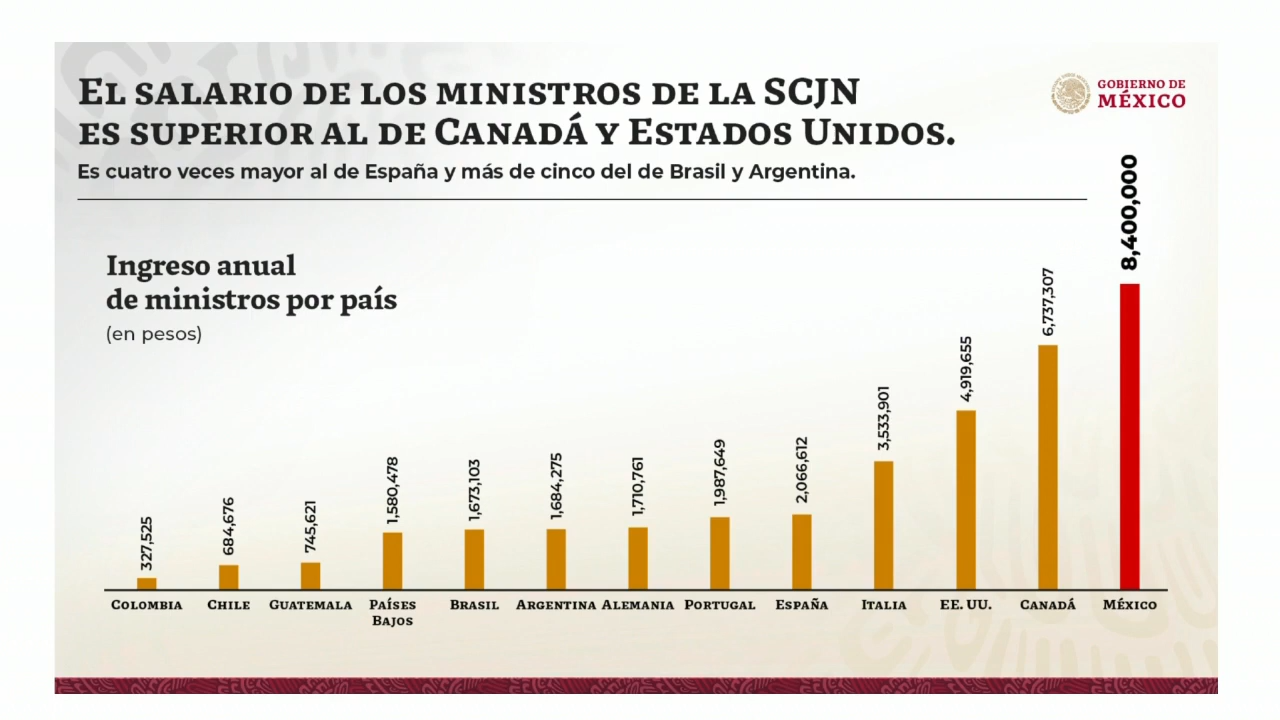 El salario de los ministros de la SCJN
es superior al de Canadá y Estados Unidos.
Es cuatro veces mayor al de España y más de cinco del de Brasil y Argentina.
GOBIERNO DE
MÉXICO
Ingreso anual
de ministros por país
(en pesos)
327,525
684,676
745,621
1,580,478
1,673,103
1,684,275
1,710,761
1,987,649
2,066,612
3,533,901
4,919,655
6,737,307
8,400,000
Colombia
Chile
Guatemala
Países
Bajos
Brasil
Argentina
Alemania
Portugal
España
Italia
EE. UU.
Canadá
México